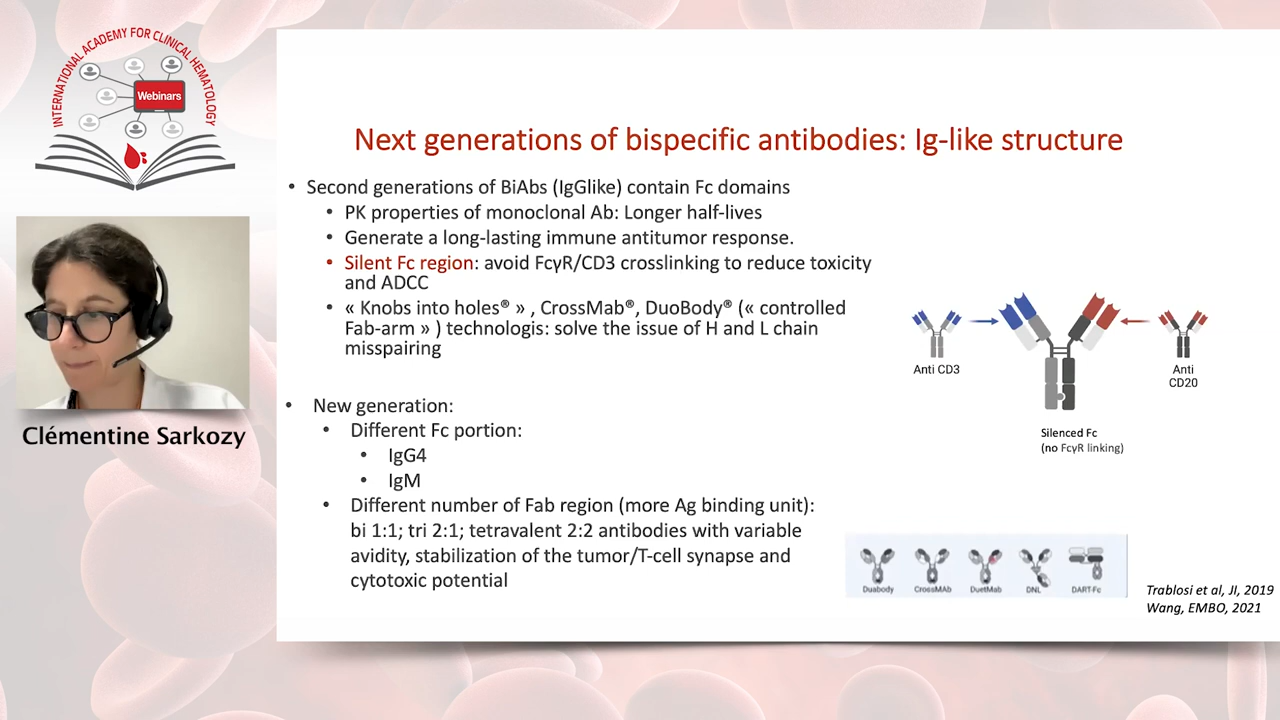 INTERNATIONAL ACADEMY FOR CLINICAL HEMATOLOGY
Webinars
Clémentine Sarkozy
Next generations of bispecific antibodies: Ig-like structure
• Second generations of BiAbs (IgGlike) contain Fc domains
• PK properties of monoclonal Ab: Longer half-lives
• Generate a long-lasting immune antitumor response.
• Silent Fc region: avoid FcγR/CD3 crosslinking to reduce toxicity
and ADCC
• « Knobs into holes® » , CrossMab®, DuoBody® (« controlled
Fab-arm » ) technologis: solve the issue of H and L chain
misspairing
• New generation:
• Different Fc portion:
• IgG4
• IgM
• Different number of Fab region (more Ag binding unit):
bi 1:1; tri 2:1; tetravalent 2:2 antibodies with variable
avidity, stabilization of the tumor/T-cell synapse and
cytotoxic potential
Anti CD3
Anti
CD20
Silenced Fc
(no FcγR linking)
Duabody CrossMAb DuetMab DNL DART-Fc
Trablosi et al, JI, 2019
Wang, EMBO, 2021